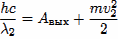 hc/λ₂ = Aвых + mv₂²/2